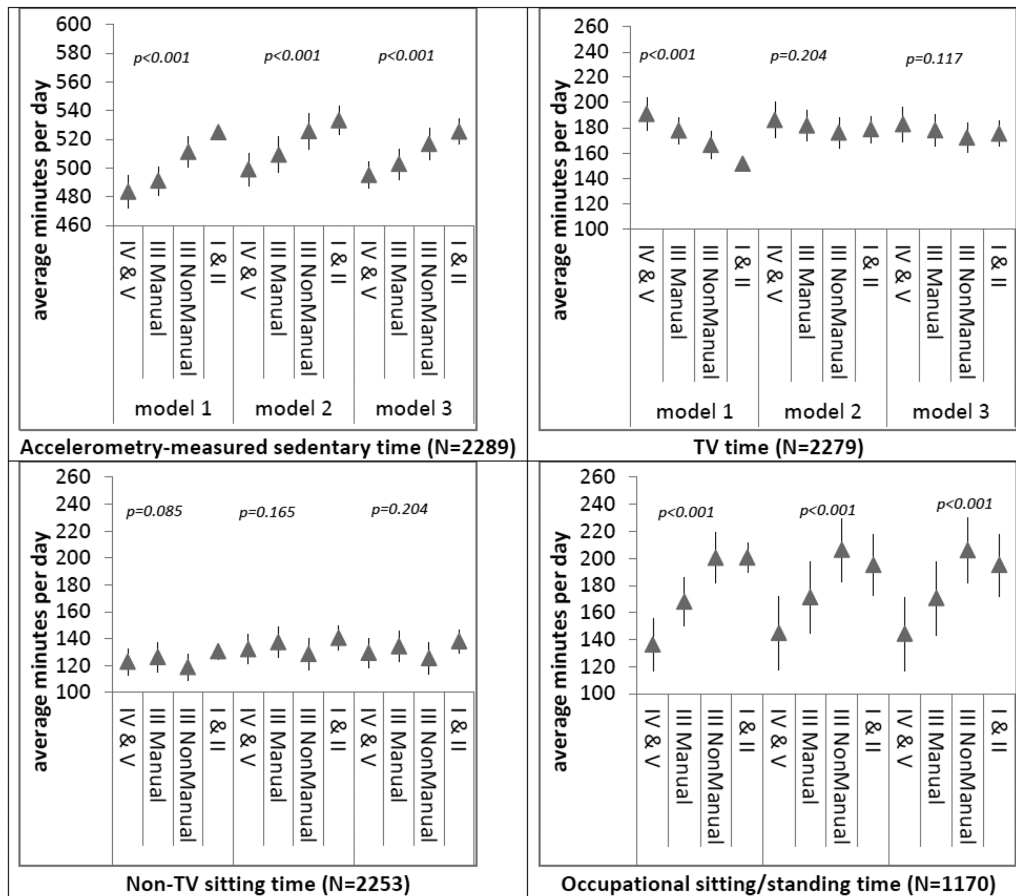 average minutes per day
600
580
560
540
520
500
480
460
p<0.001 p<0.001 p<0.001
IV & V III Manual III NonManual I & II IV & V III Manual III NonManual I & II IV & V III Manual III NonManual I & II
model 1 model 2 model 3
Accelerometry-measured sedentary time (N=2289)
average minutes per day
260
240
220
200
180
160
140
120
100
p<0.001 p=0.204 p=0.117
IV & V III Manual III NonManual I & II IV & V III Manual III NonManual I & II IV & V III Manual III NonManual I & II
model 1 model 2 model 3
TV time (N=2279)
average minutes per day
260
240
220
200
180
160
140
120
100
p=0.085 p=0.165 p=0.204
IV & V III Manual III NonManual I & II IV & V III Manual III NonManual I & II IV & V III Manual III NonManual I & II
Non-TV sitting time (N=2253)
average minutes per day
260
240
220
200
180
160
140
120
100
p<0.001 p<0.001 p<0.001
IV & V III Manual III NonManual I & II IV & V III Manual III NonManual I & II IV & V III Manual III NonManual I & II
Occupational sitting/standing time (N=1170)